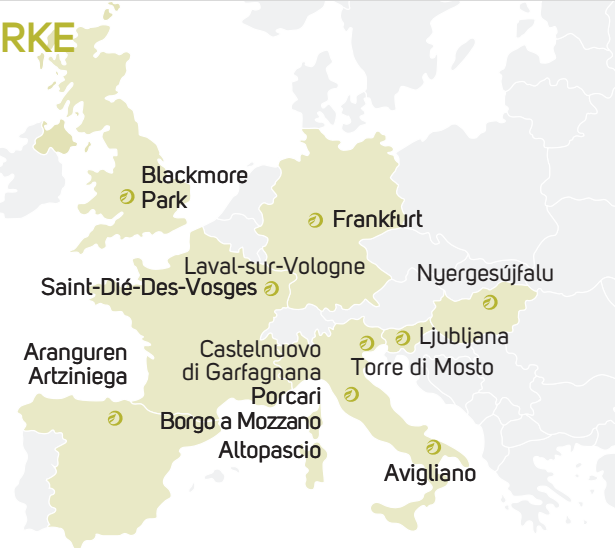 RKE
Blackmore
Park
Frankfurt
Laval-sur-Vologne
Saint-Dié-Des-Vosges
Nyergesújfalu
Ljubljana
Torre di Mosto
Aranguren
Artziniega
Castelnuovo
di Garfagnana
Porcari
Borgo a Mozzano
Altopascio
Avigliano